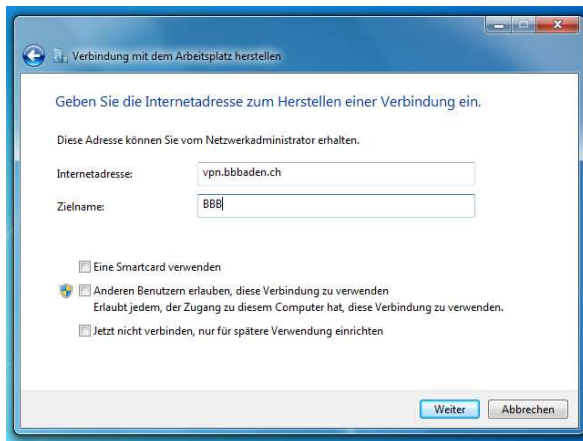 Verbindung mit dem Arbeitsplatz herstellen
Geben Sie die Internetadresse zum Herstellen einer Verbindung ein.
Diese Adresse können Sie vom Netzwerkadministrator erhalten.
Internetadresse: vpn.bbbaden.ch
Zielname: BBB
Eine Smartcard verwenden
Anderen Benutzern erlauben, diese Verbindung zu verwenden
Erlaubt jedem, der Zugang zu diesem Computer hat, diese Verbindung zu verwenden.
Jetzt nicht verbinden, nur für spätere Verwendung einrichten
Weiter Abbrechen